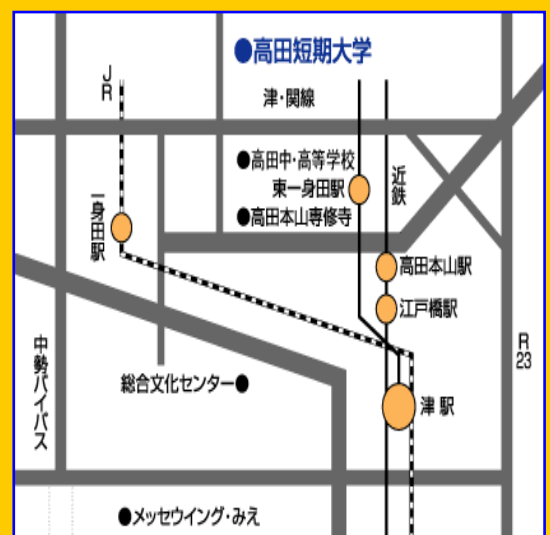 高田短期大学
JR
津・関線
高田中・高等学校
東一身田駅
近鉄
高田本山専修寺
一身田駅
高田本山駅
江戸橋駅
R23
中勢バイパス
総合文化センター
津駅
メッセウイング・みえ